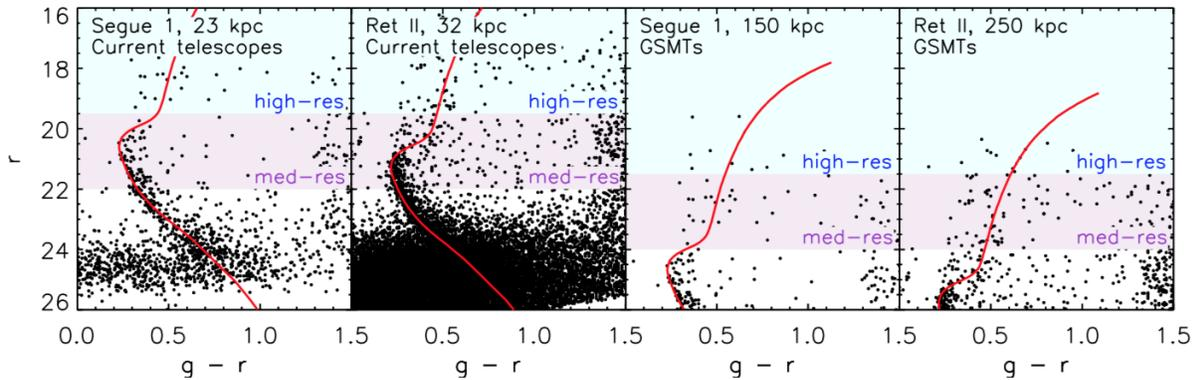 Segue 1, 23 kpc
Current telescopes
Ret II, 32 kpc
Current telescopes
Segue 1, 150 kpc
GSMTs
Ret II, 250 kpc
GSMTs
high-res
high-res
high-res
high-res
med-res
med-res
med-res
med-res
16
18
20
22
24
26
r
0.0 0.5 1.0 1.5 0.5 1.0 1.5 0.5 1.0 1.5 0.5 1.0 1.5
g - r g - r g - r g - r